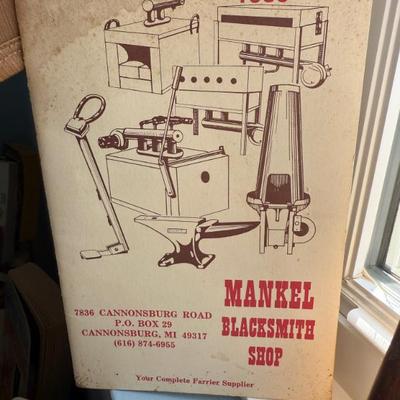 7836 CANNONSBURG ROAD
P.O. BOX 29
CANNONSBURG, MI 49317
(616) 874-6955
MANKEL
BLACKSMITH
SHOP
Your Complete Farrier Supplier